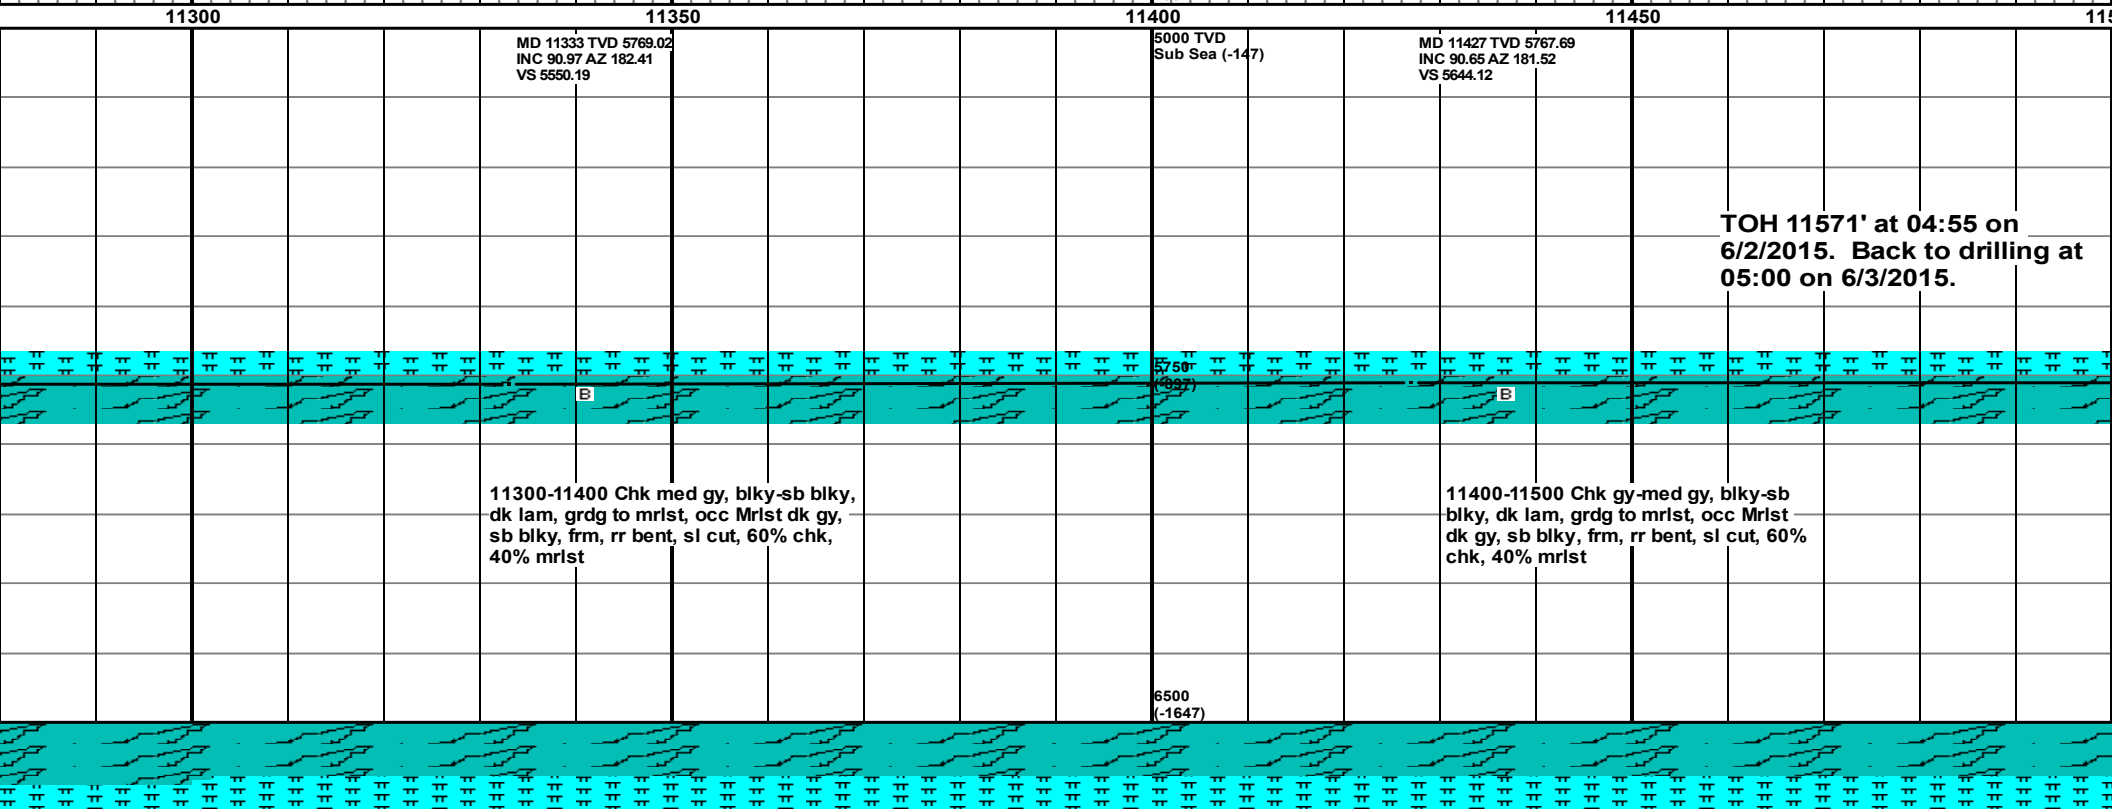 11300 11350 11400 11450 115
MD 11333 TVD 5769.02
INC 90.97 AZ 182.41
VS 5550.19
5000 TVD
Sub Sea (-147)
MD 11427 TVD 5767.69
INC 90.65 AZ 181.52
VS 5644.12
TOH 11571' at 04:55 on
6/2/2015. Back to drilling at
05:00 on 6/3/2015.
5750
(-897)
B
B
11300-11400 Chk med gy, blky-sb blky,
dk lam, grdg to mrlst, occ Mrlst dk gy,
sb blky, frm, rr bent, sl cut, 60% chk,
40% mrlst
11400-11500 Chk gy-med gy, blky-sb
blky, dk lam, grdg to mrlst, occ Mrlst
dk gy, sb blky, frm, rr bent, sl cut, 60%
chk, 40% mrlst
6500
(-1647)